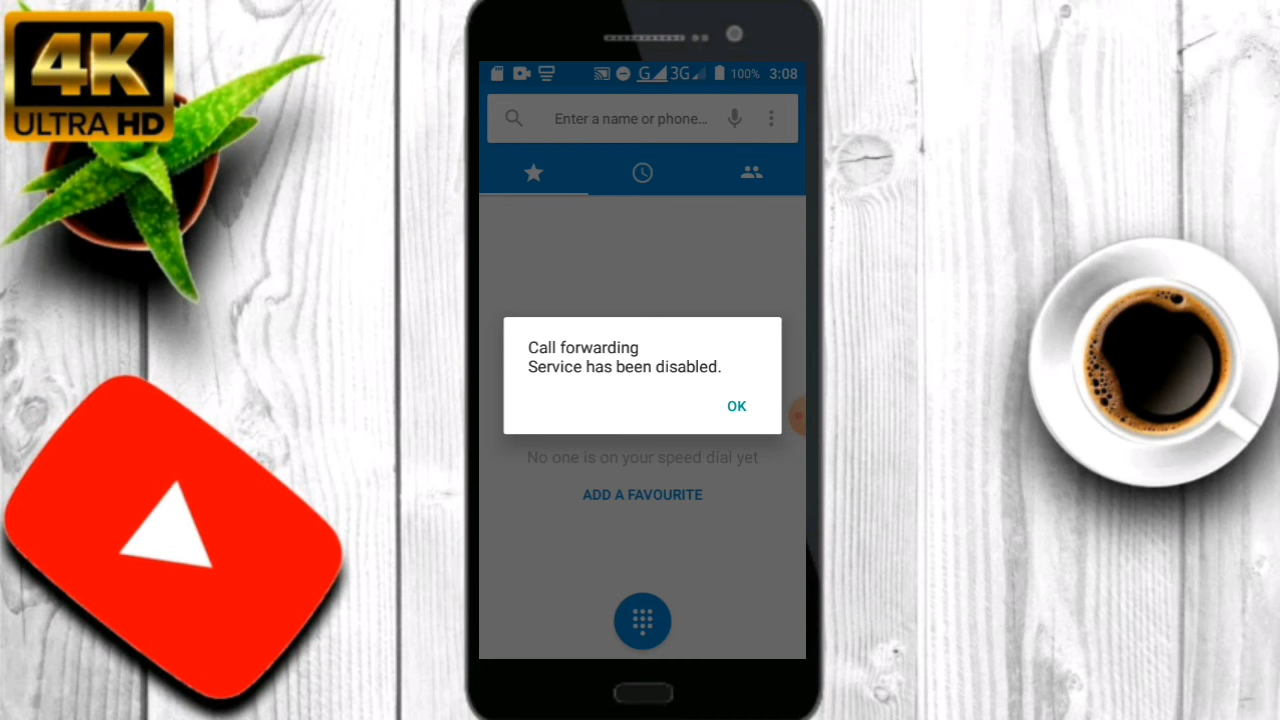 4K
ULTRA HD
G 3G 100% 3:08
Enter a name or phone...
Call forwarding
Service has been disabled.
OK
No one is on your speed dial yet
ADD A FAVOURITE